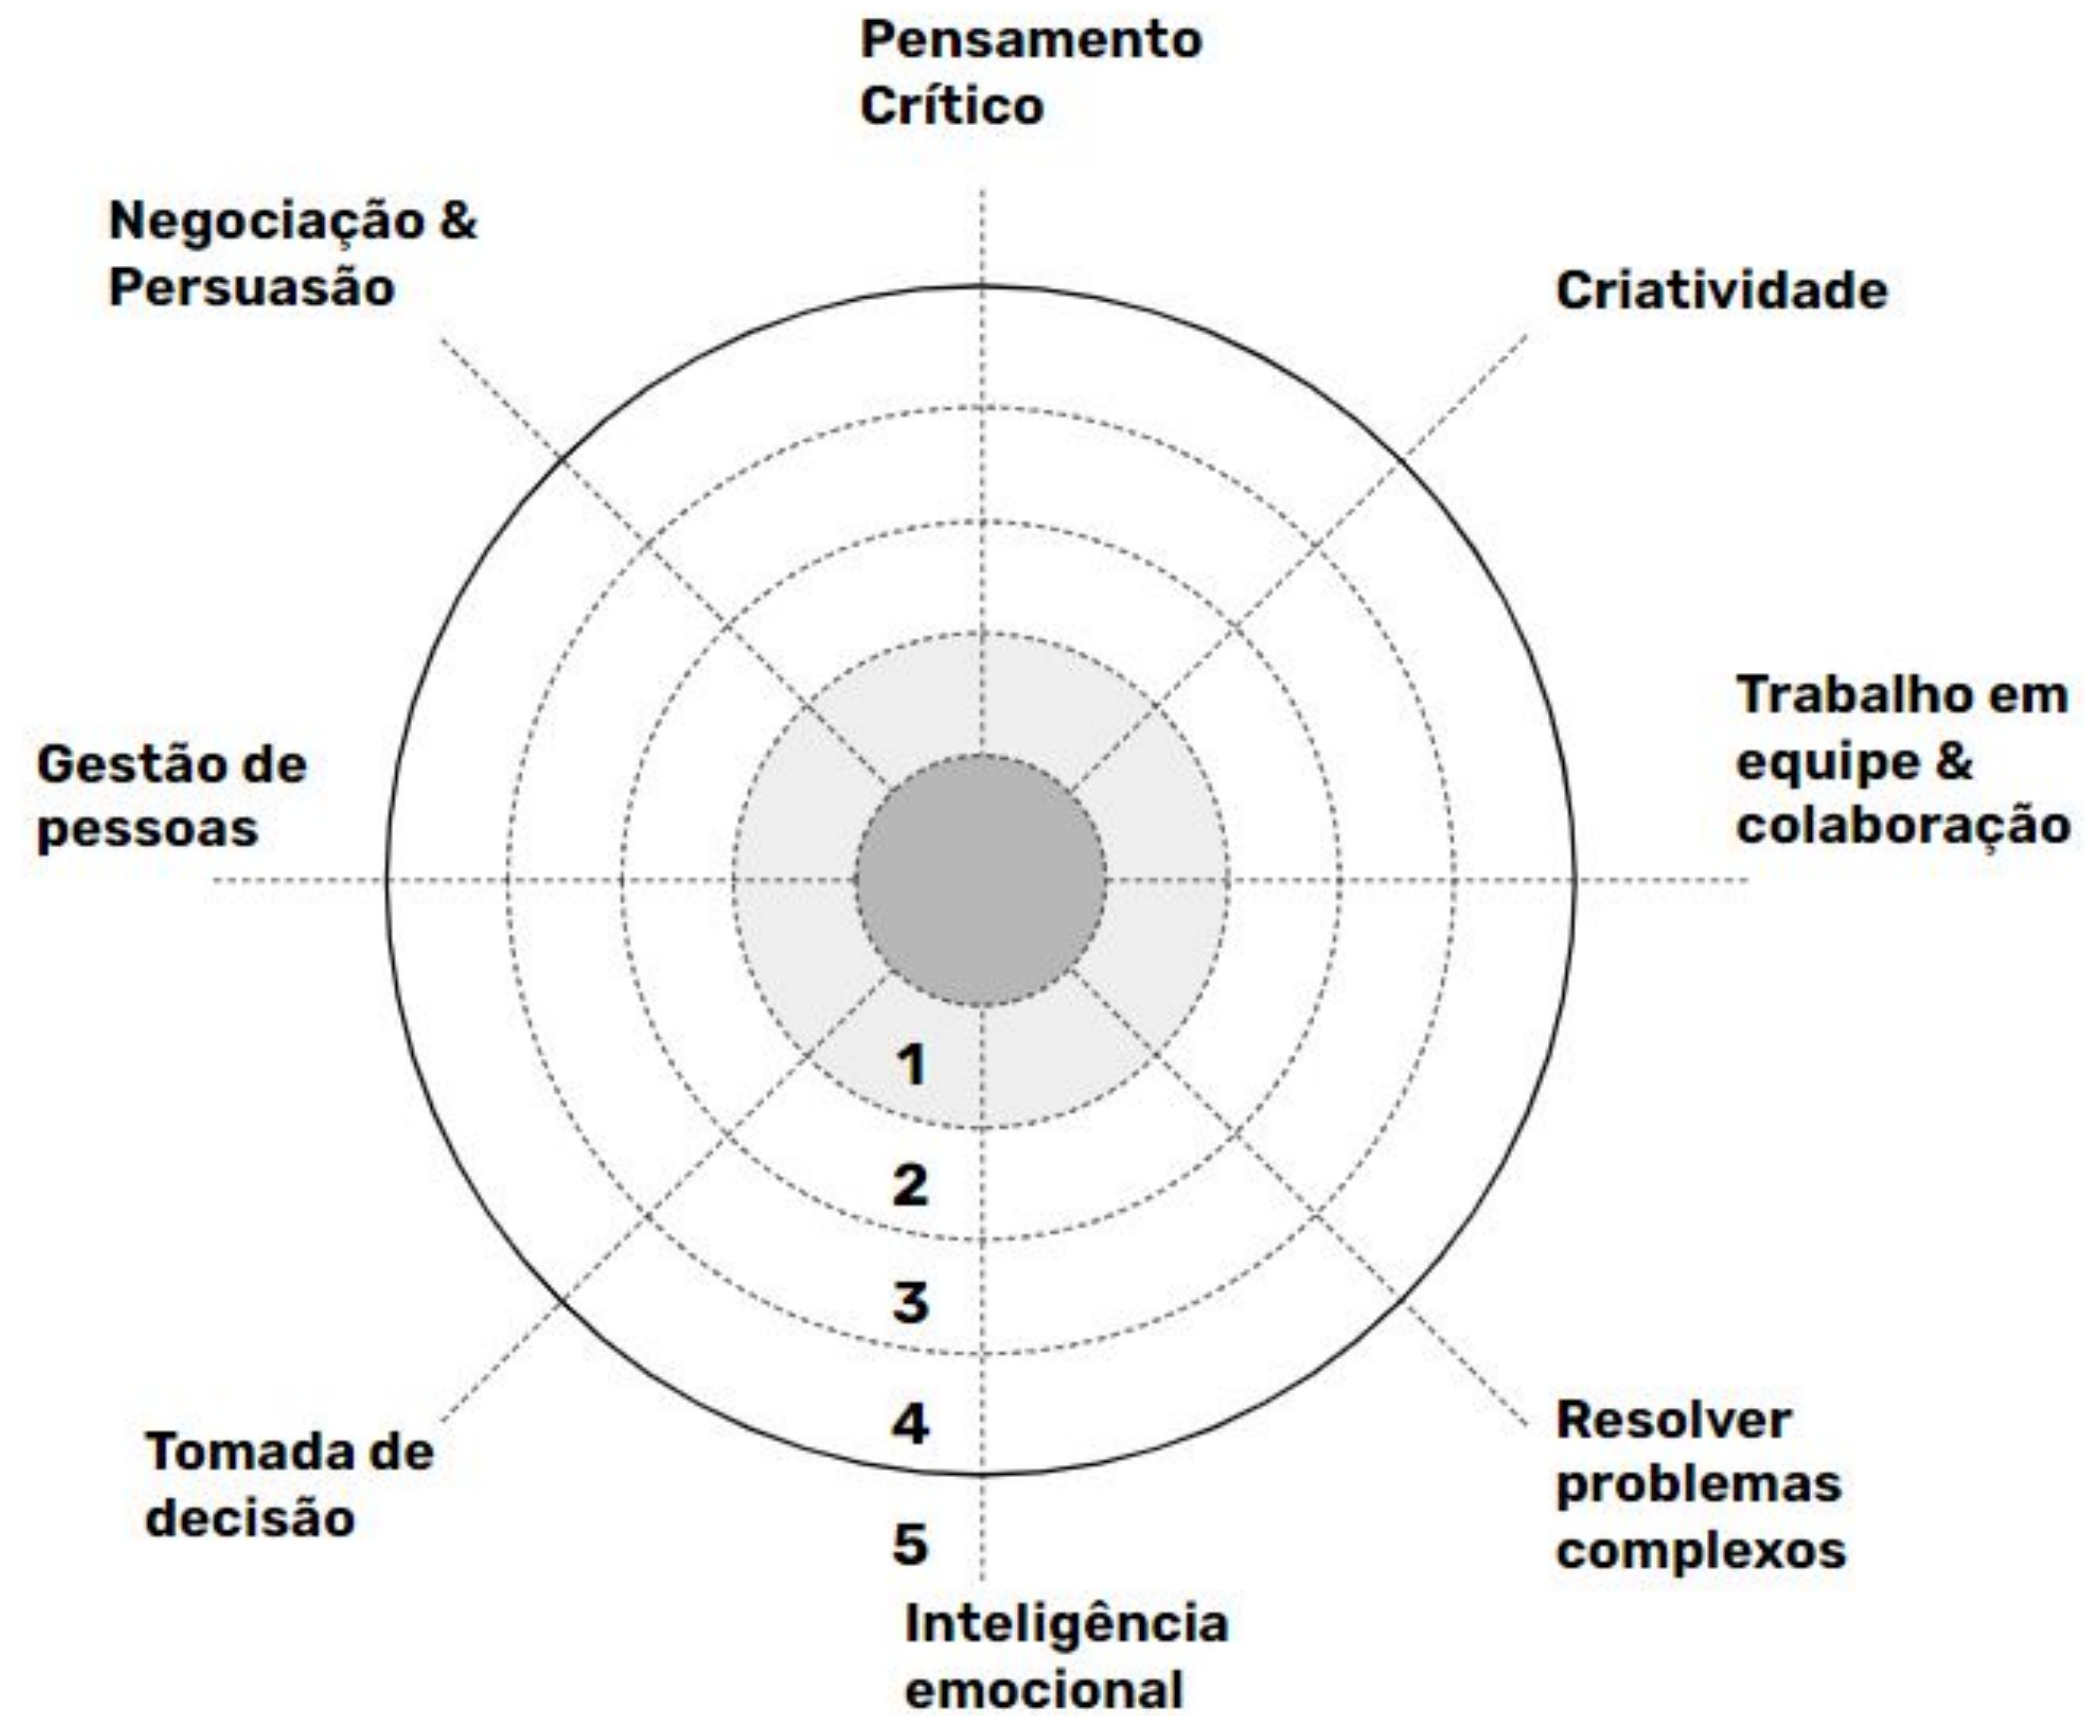 Pensamento
Crítico
Negociação &
Persuasão
Criatividade
Trabalho em
equipe &
colaboração
Gestão de
pessoas
1
2
3
4
5
Tomada de
decisão
Resolver
problemas
complexos
Inteligência
emocional